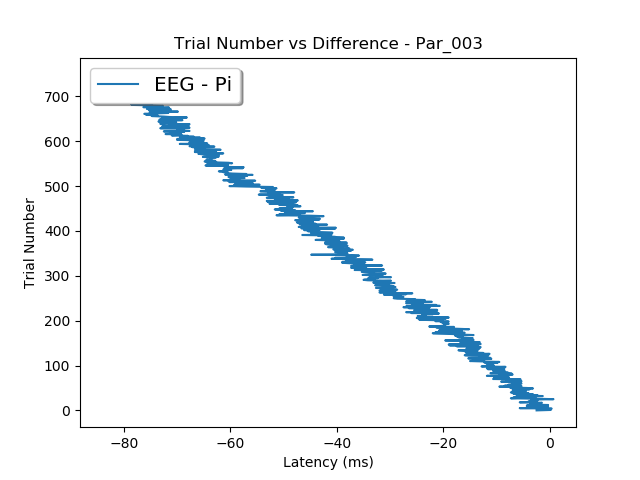 Trial Number vs Difference - Par_003
EEG - Pi
700
600
500
400
300
200
100
0
Trial Number
−80 −60 −40 −20 0
Latency (ms)